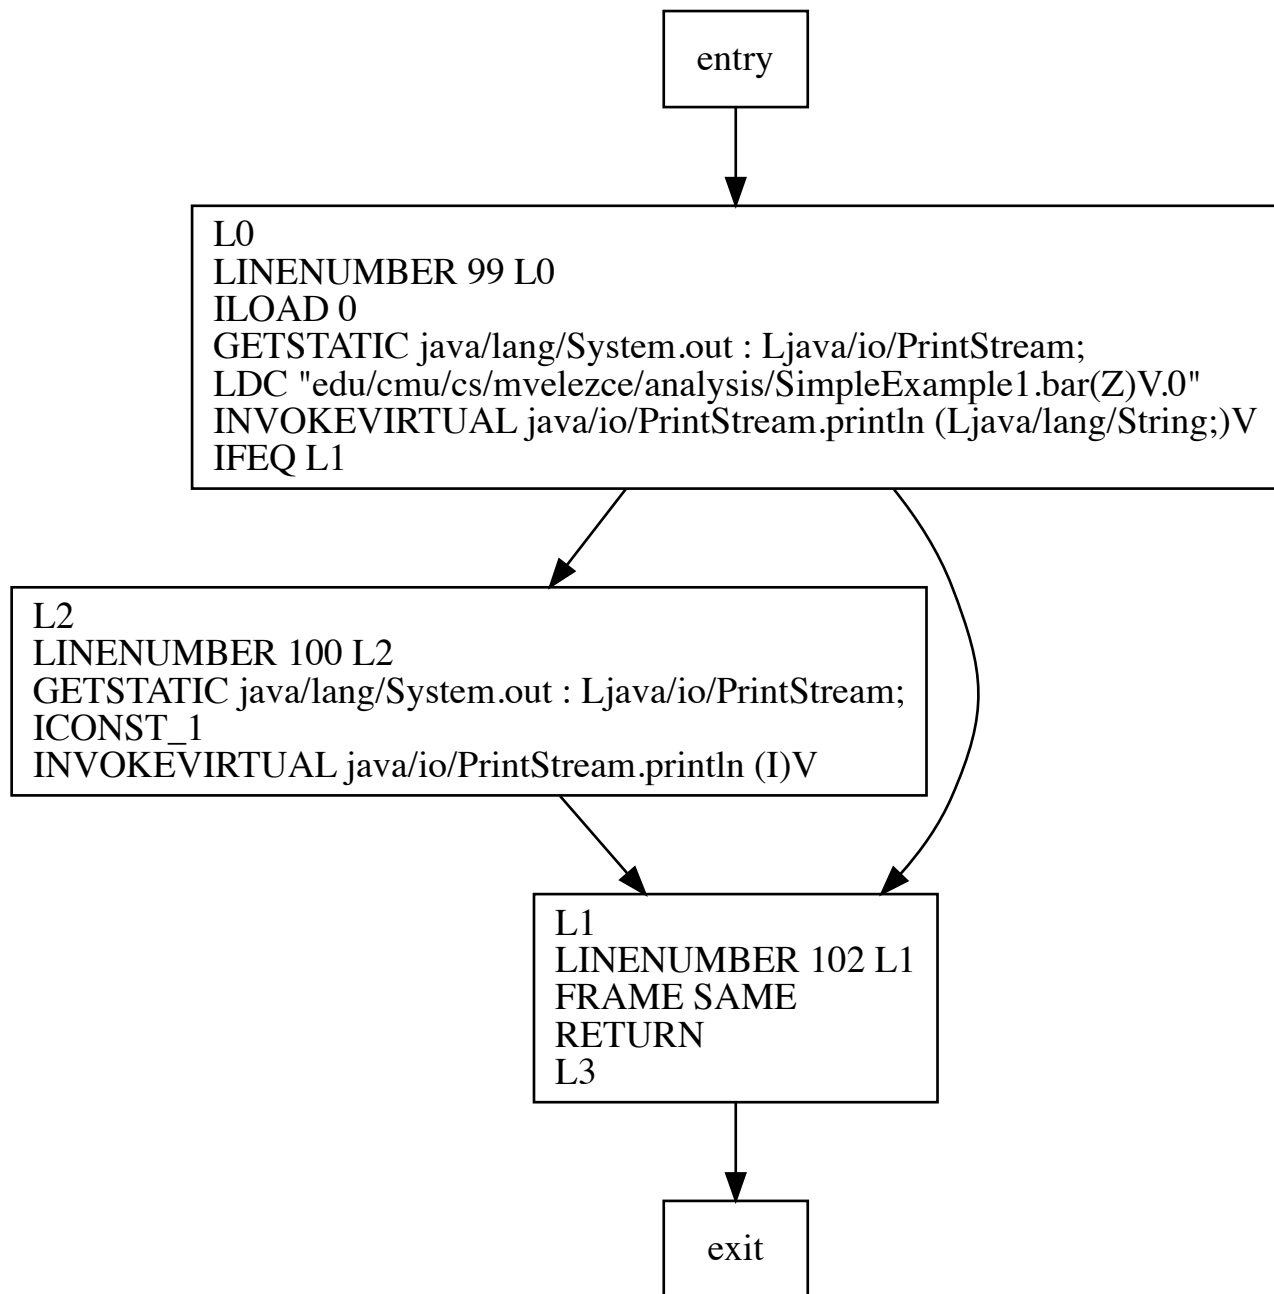 entry
L0
LINENUMBER 99 L0
ILOAD 0
GETSTATIC java/lang/System.out : Ljava/io/PrintStream;
LDC "edu/cmu/cs/mvelezce/analysis/SimpleExample1.bar(Z)V.0"
INVOKEVIRTUAL java/io/PrintStream.println (Ljava/lang/String;)V
IFEQ L1
L2
LINENUMBER 100 L2
GETSTATIC java/lang/System.out : Ljava/io/PrintStream;
ICONST_1
INVOKEVIRTUAL java/io/PrintStream.println (I)V
L1
LINENUMBER 102 L1
FRAME SAME
RETURN
L3
exit